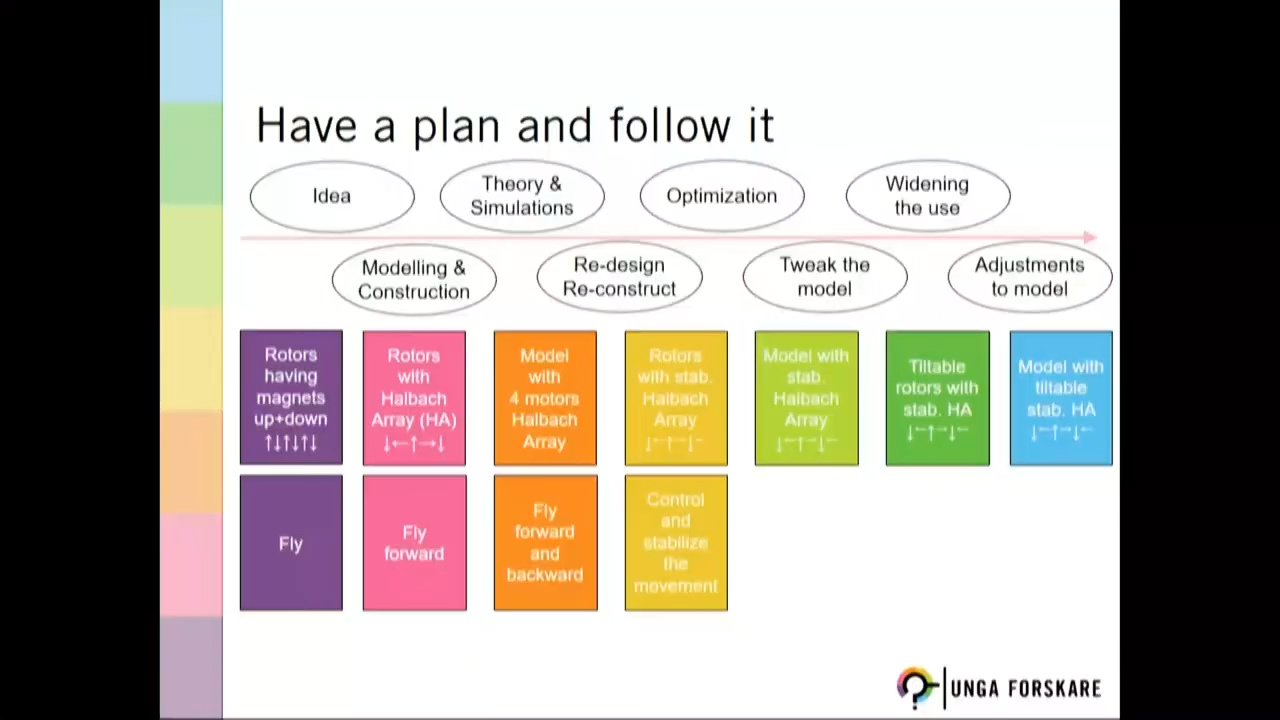 Have a plan and follow it
Idea
Theory &
Simulations
Optimization
Widening
the use
Modelling &
Construction
Re-design
Re-construct
Tweak the
model
Adjustments
to model
Rotors
having
magnets
up+down
↑↓↑↓↑↓
Rotors
with
Halbach
Array (HA)
↓←↑→↓
Model
with
4 motors
Halbach
Array
Rotors
with stab.
Halbach
Array
↓←↑→↓←
Model with
stab.
Halbach
Array
↓←↑→↓←
Tiltable
rotors with
stab. HA
↓←↑→↓←
Model with
tiltable
stab. HA
↓←↑→↓←
Fly
Fly
forward
Fly
forward
and
backward
Control
and
stabilize
the
movement
UNGA FORSKARE